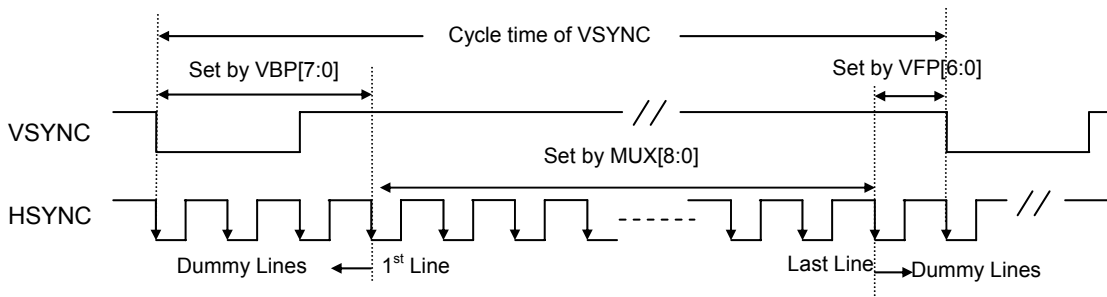 Cycle time of VSYNC
Set by VBP[7:0]
Set by VFP[6:0]
VSYNC
Set by MUX[8:0]
HSYNC
Dummy Lines
1st Line
Last Line
Dummy Lines